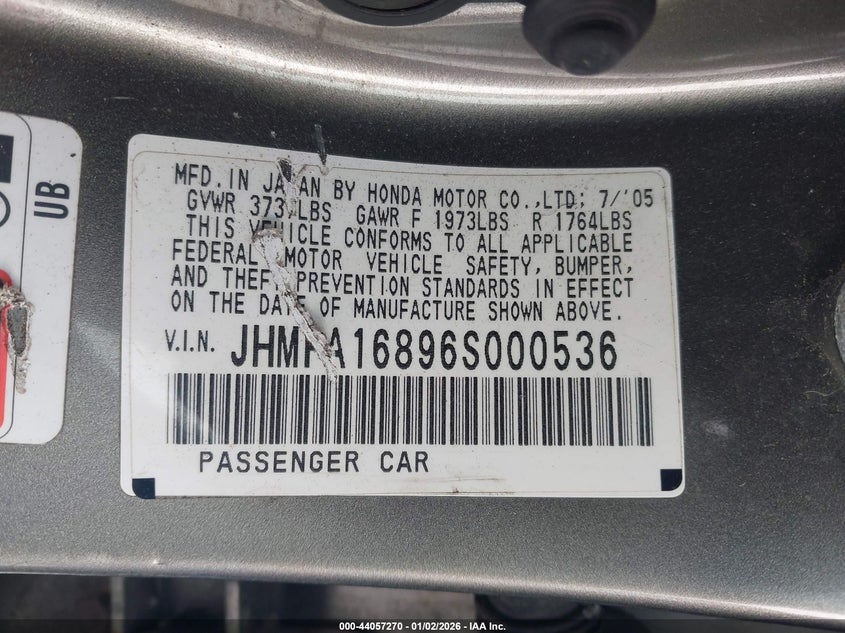 UB
MFD. IN JAPAN BY HONDA MOTOR CO.,LTD; 7/'05
GVWR LBS GAWR F 1973LBS R 1764LBS
THIS VEHICLE CONFORMS TO ALL APPLICABLE
FEDERAL MOTOR VEHICLE SAFETY, BUMPER,
AND THEFT PREVENTION STANDARDS IN EFFECT
ON THE DATE OF MANUFACTURE SHOWN ABOVE.
V.I.N. JHMFA16896S000536
PASSENGER CAR
000-44057270 - 01/02/2026 - IAA Inc.